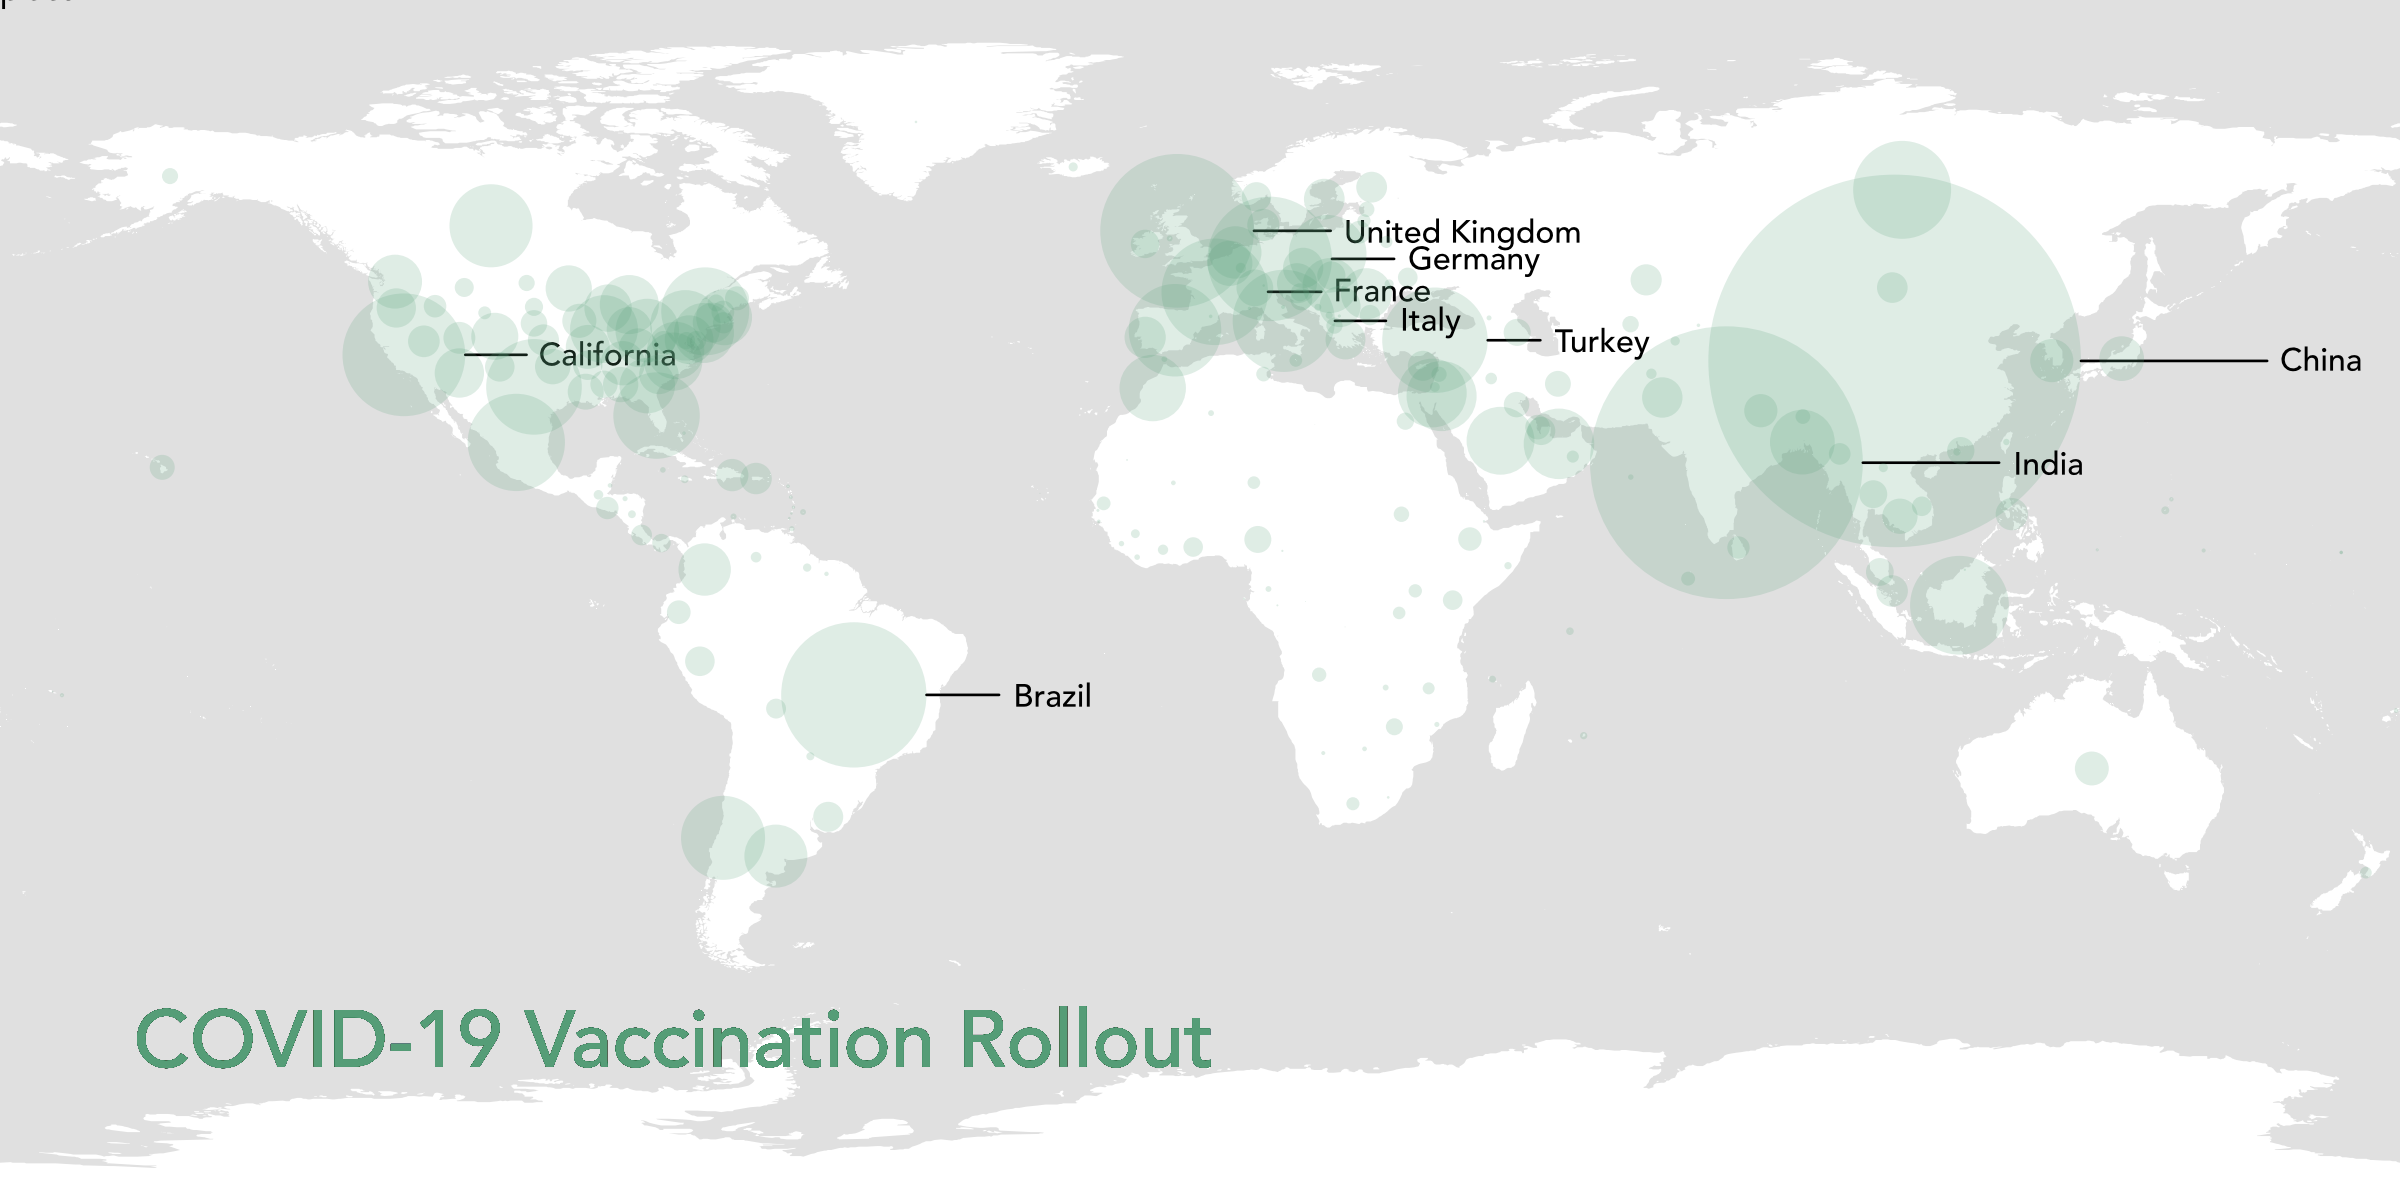 United Kingdom
Germany
France
Italy
Turkey
California
China
India
Brazil
COVID-19 Vaccination Rollout